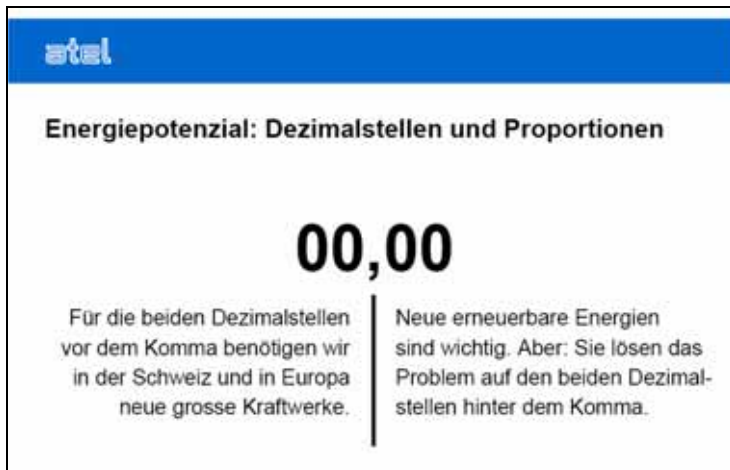 atel
Energiepotenzial: Dezimalstellen und Proportionen
00,00
Für die beiden Dezimalstellen
vor dem Komma benötigen wir
in der Schweiz und in Europa
neue grosse Kraftwerke.
Neue erneuerbare Energien
sind wichtig. Aber: Sie lösen das
Problem auf den beiden Dezimal-
stellen hinter dem Komma.